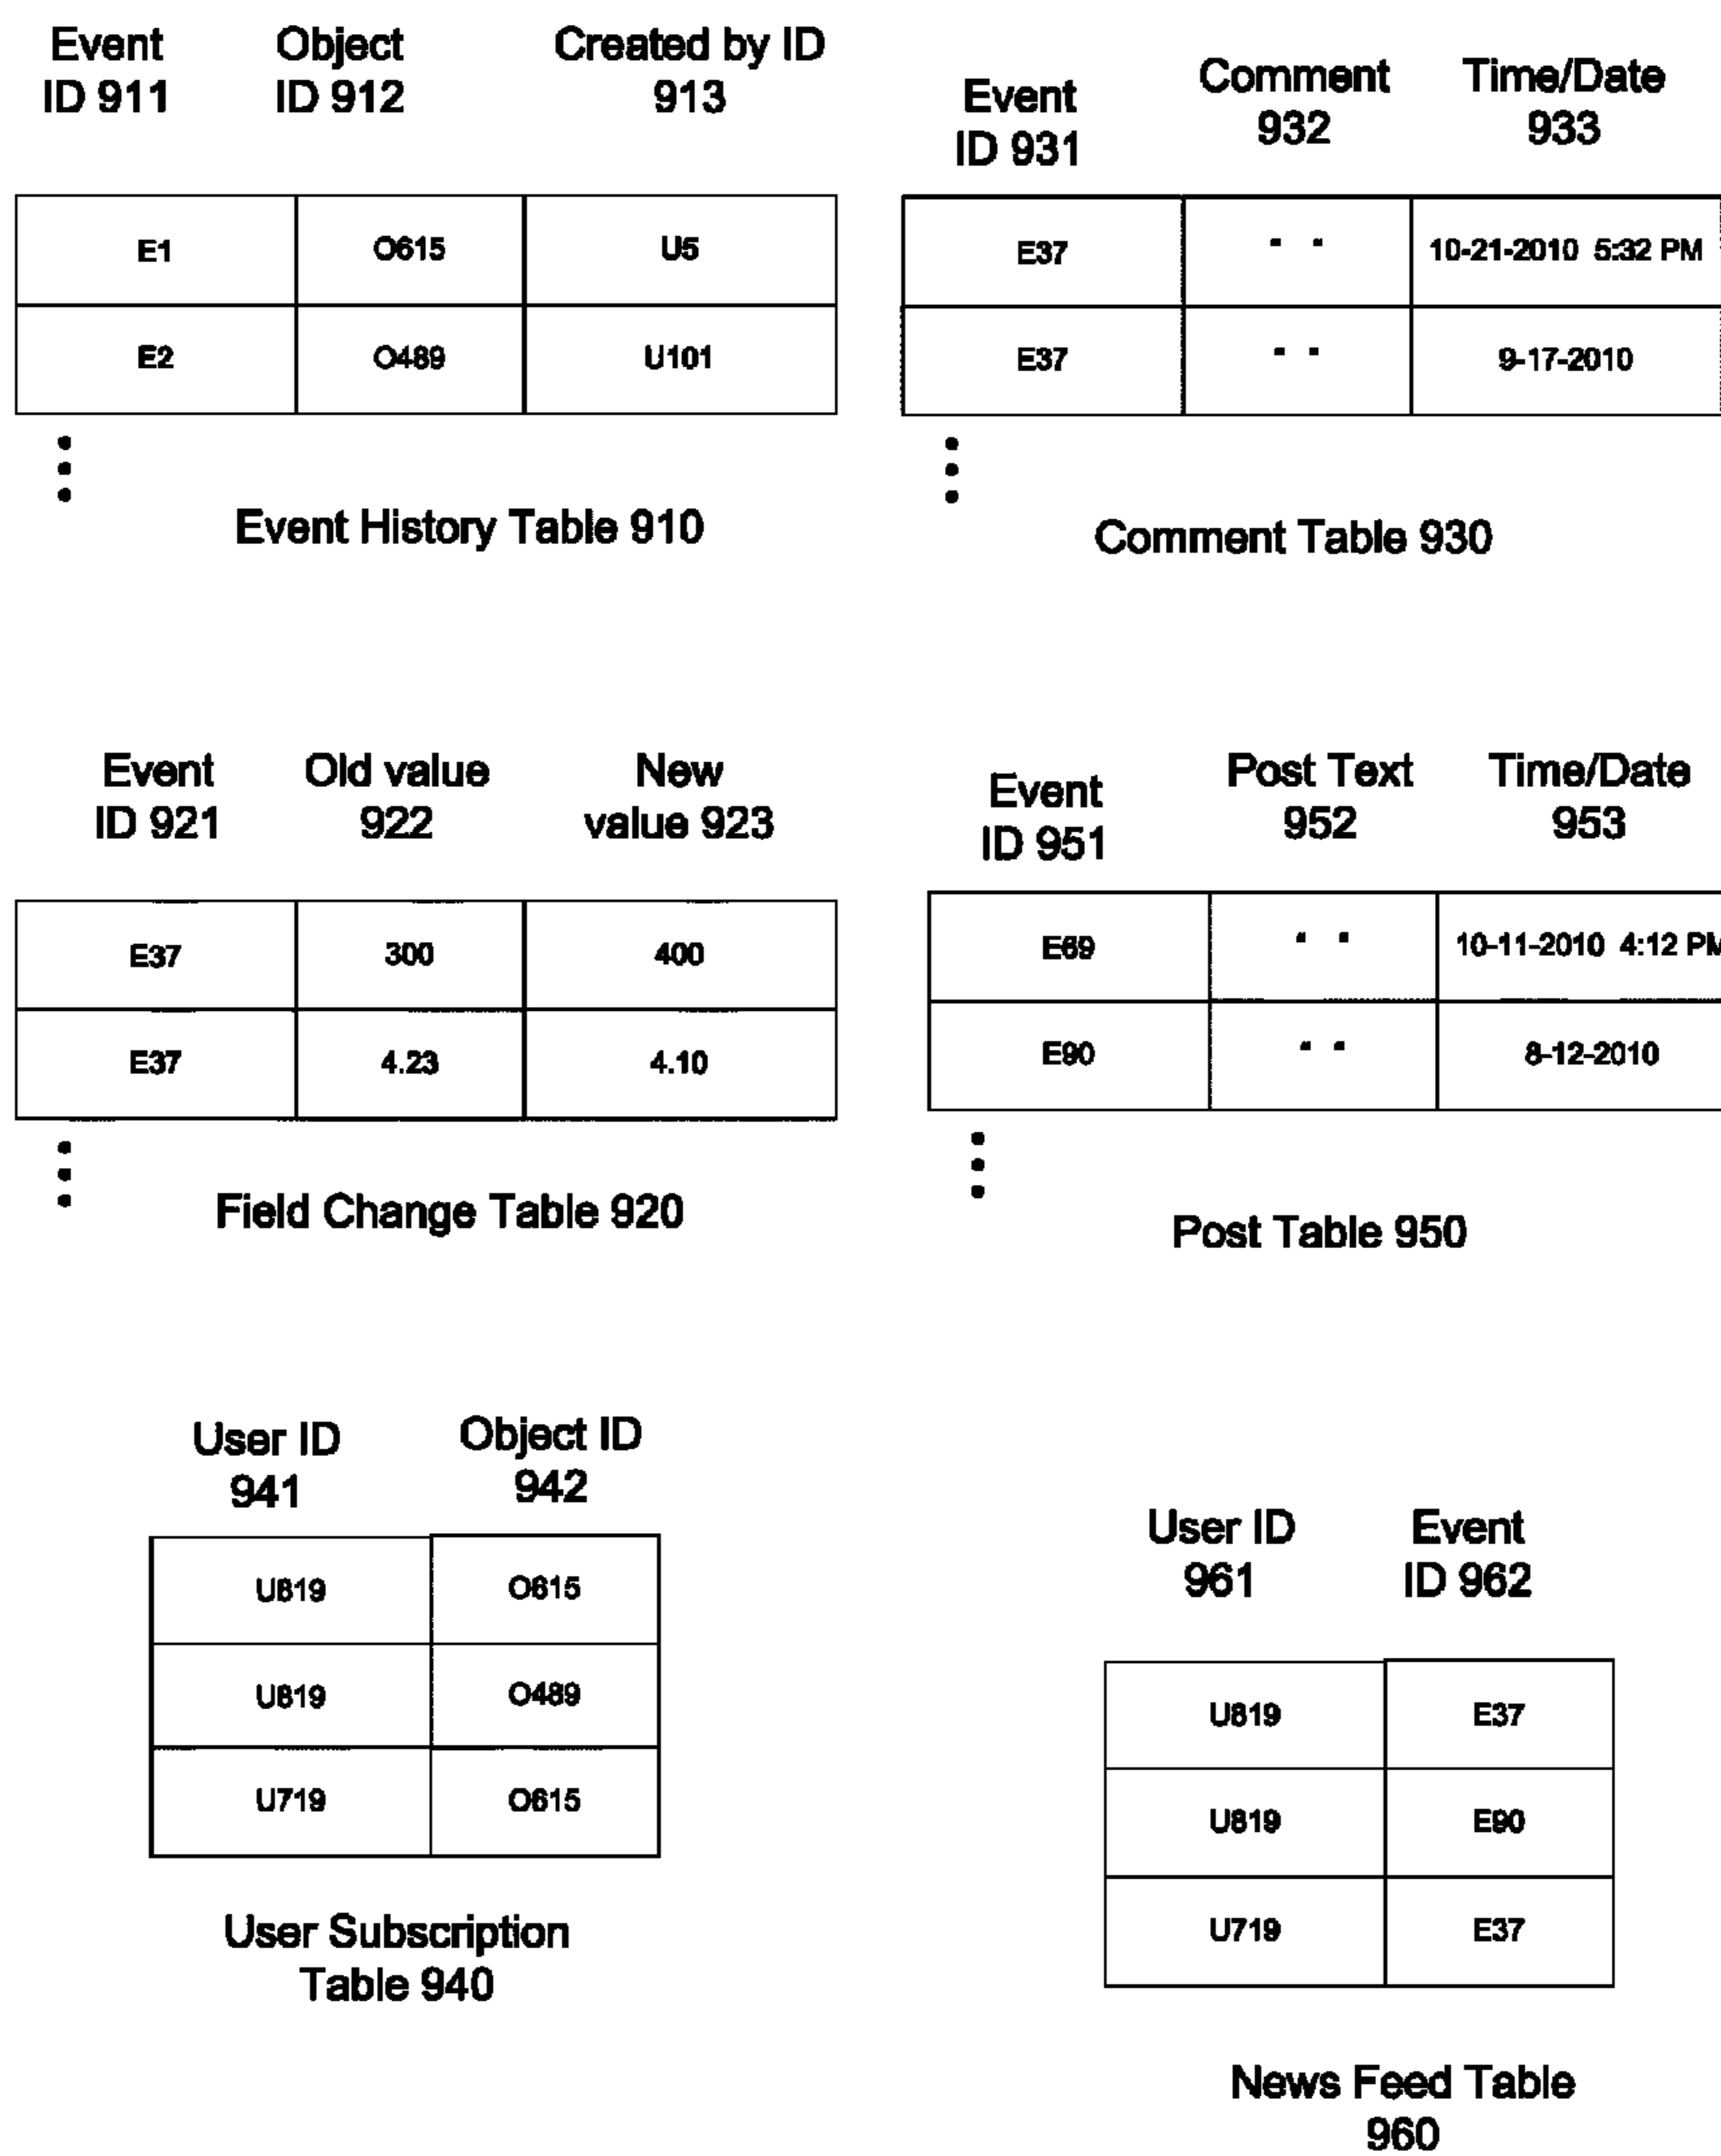 Event ID 911 Object ID 912 Created by ID 913
E1 O615 U5
E2 O489 U101
Event History Table 910
Event ID 931 Comment 932 Time/Date 933
E37 " " 10-21-2010 5:32 PM
E37 " " 9-17-2010
Comment Table 930
Event ID 921 Old value 922 New value 923
E37 300 400
E37 4.23 4.10
Field Change Table 920
Event ID 951 Post Text 952 Time/Date 953
E69 " " 10-11-2010 4:12 PM
E90 " " 8-12-2010
Post Table 950
User ID 941 Object ID 942
U819 O615
U819 O489
U719 O615
User Subscription
Table 940
User ID 961 Event ID 962
U819 E37
U819 E90
U719 E37
News Feed Table
960